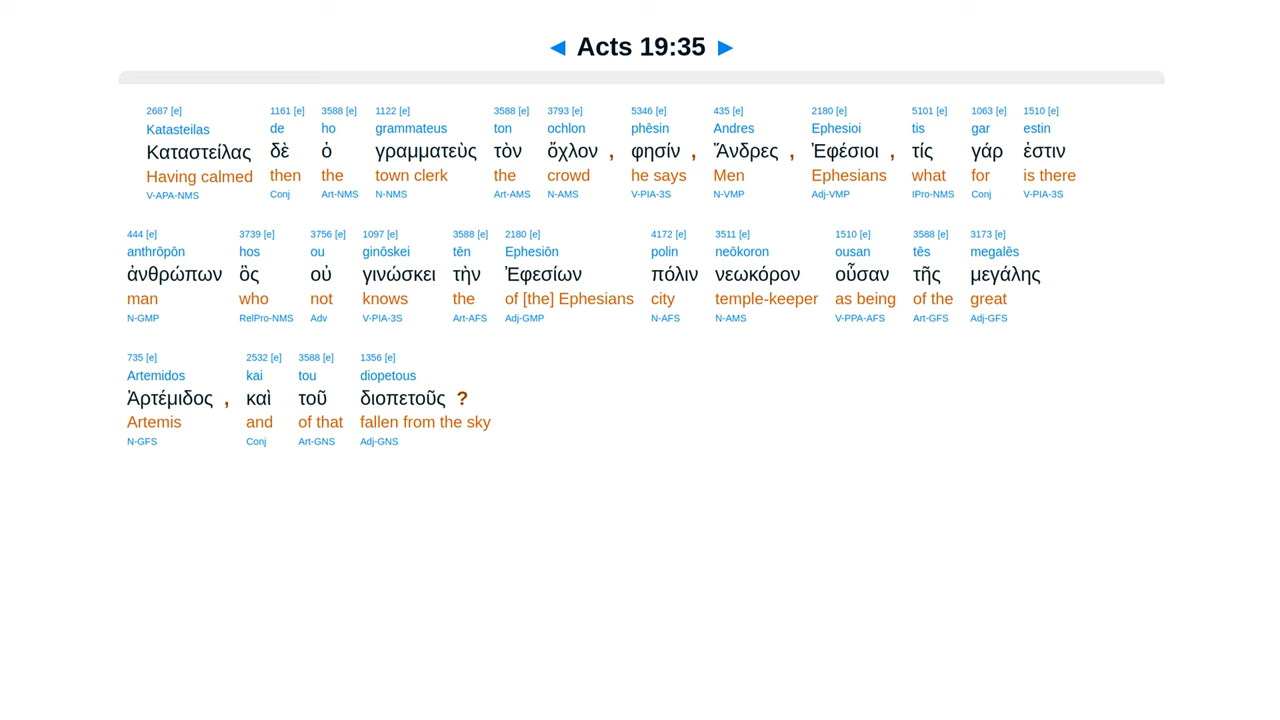 ◄ Acts 19:35 ►
2687 [e] 1161 [e] 3588 [e] 1122 [e] 3588 [e] 3793 [e] 5346 [e] 435 [e] 2180 [e] 5101 [e] 1063 [e] 1510 [e]
Katasteilas de ho grammateus ton ochlon phēsin Andres Ephesioi tis gar estin
Καταστείλας δὲ ὁ γραμματεὺς τὸν ὄχλον , φησίν , Ἄνδρες , Ἐφέσιοι , τίς γάρ ἐστιν
Having calmed then the town clerk the crowd he says Men Ephesians what for is there
V-APA-NMS Conj Art-NMS N-NMS Art-AMS N-AMS V-PIA-3S N-VMP Adj-VMP IPro-NMS Conj V-PIA-3S
444 [e] 3739 [e] 3756 [e] 1097 [e] 3588 [e] 2180 [e] 4172 [e] 3511 [e] 1510 [e] 3588 [e] 3173 [e]
anthrōpōn hos ou ginōskei tēn Ephesiōn polin neōkoron ousan tēs megalēs
ἀνθρώπων ὃς οὐ γινώσκει τὴν Ἐφεσίων πόλιν νεωκόρον οὖσαν τῆς μεγάλης
man who not knows the of [the] Ephesians city temple-keeper as being of the great
N-GMP RelPro-NMS Adv V-PIA-3S Art-AFS Adj-GMP N-AFS N-AMS V-PPA-AFS Art-GFS Adj-GFS
735 [e] 2532 [e] 3588 [e] 1356 [e]
Artemidos kai tou diopetous
Ἀρτέμιδος , καὶ τοῦ διοπετοῦς ?
Artemis and of that fallen from the sky
N-GFS Conj Art-GNS Adj-GNS